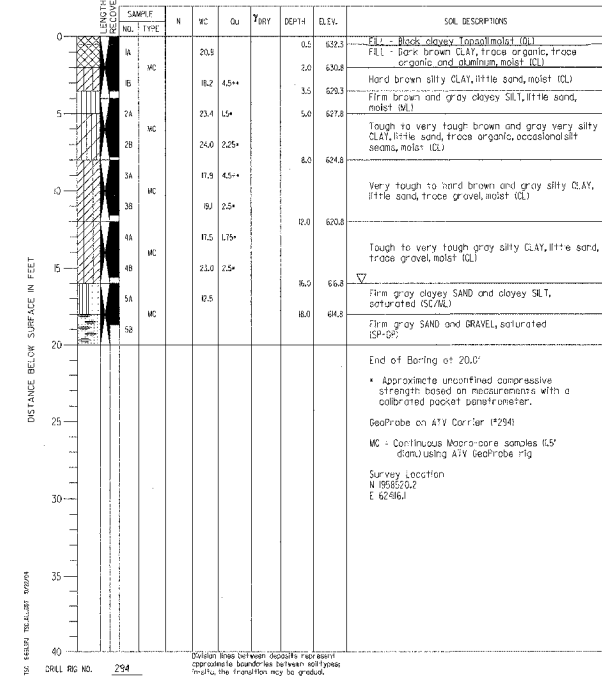 LENGTH
RECOVE
SAMPLE
NO. TYPE
N WC Qu γDRY DEPTH ELEV. SOIL DESCRIPTIONS
0
0.5 632.3 FILL - Black clayey Topsoil moist (OL)
1A 20.9 FILL - Dark brown CLAY, trace organic, trace
organic and aluminum, moist (CL)
MC 2.0 630.8
1B 18.2 4.5+* Hard brown silty CLAY, little sand, moist (CL)
3.5 629.3
Firm brown and gray clayey SILT, little sand,
moist (ML)
5 2A 23.4 1.5* 5.0 627.8
MC Tough to very tough brown and gray very silty
CLAY, little sand, trace organic, occasional silt
seams, moist (CL)
2B 24.0 2.25*
8.0 624.8
3A 17.9 4.5+*
10 Very tough to hard brown and gray silty CLAY,
little sand, trace gravel, moist (CL)
3B 19.1 2.5*
12.0 620.8
4A 17.5 1.75*
MC Tough to very tough gray silty CLAY, little sand,
trace gravel, moist (CL)
15 4B 23.0 2.5*
16.0 616.8
5A 12.5 Firm gray clayey SAND and clayey SILT,
saturated (SC/ML)
MC 18.0 614.8
5B Firm gray SAND and GRAVEL, saturated
(SP-GP)
20
End of Boring at 20.0'
* Approximate unconfined compressive
strength based on measurements with a
calibrated pocket penetrometer.
25
GeoProbe on ATV Carrier (#294)
MC = Continuous Macro-core samples (1.5"
diam.) using ATV GeoProbe rig
Survey Location
N 1958520.2
E 62416.1
30
35
40
DISTANCE BELOW SURFACE IN FEET
Division lines between deposits represent
approximate boundaries between soil types;
in-situ, the transition may be gradual.
DRILL RIG NO. 294